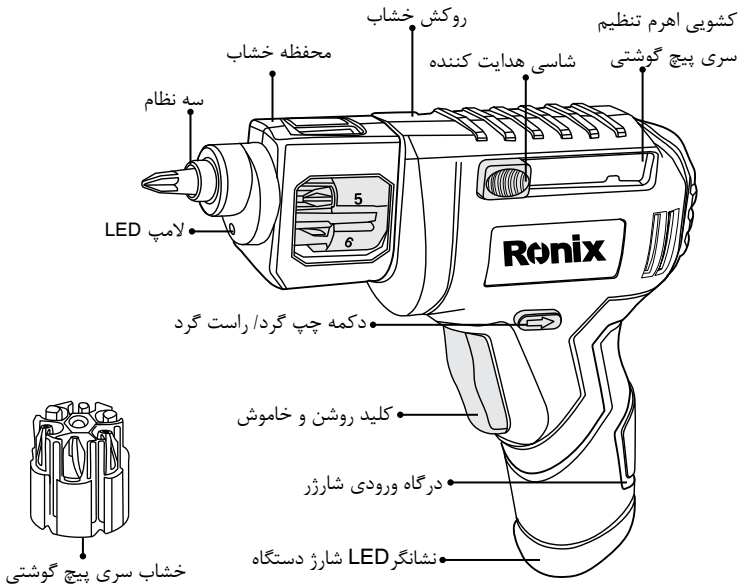 روکش خشاب
کشویی اهرم تنظیم
سری پیچ گوشتی
محفظه خشاب
شاسی هدایت کننده
سه نظام
5
6
لامپ LED
Ronix
دکمه چپ گرد/ راست گرد
کلید روشن و خاموش
درگاه ورودی شارژر
نشانگرLED شارژ دستگاه
خشاب سری پیچ گوشتی